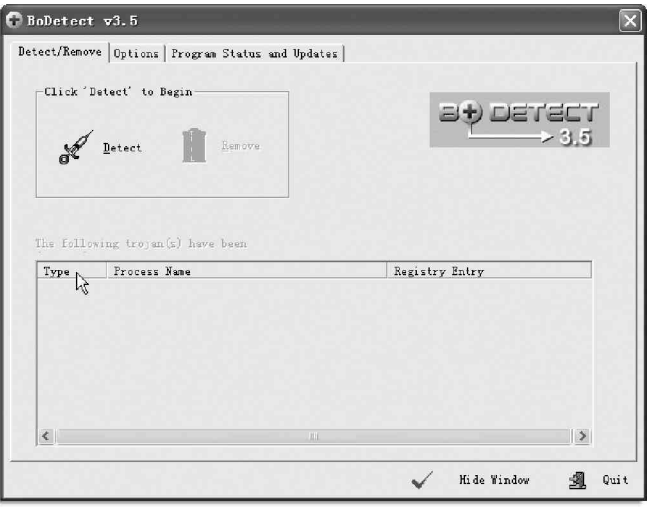 BoDetect v3.5
Detect/Remove Options Program Status and Updates
Click 'Detect' to Begin
Detect Remove
BO DETECT
3.5
The following trojan(s) have been
Type Process Name Registry Entry
Hide Window Quit